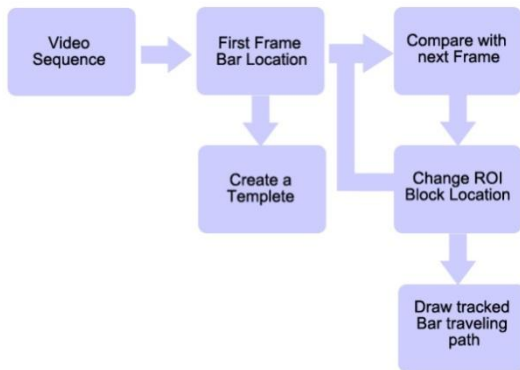 Video
Sequence
First Frame
Bar Location
Compare with
next Frame
Create a
Templete
Change ROI
Block Location
Draw tracked
Bar traveling
path